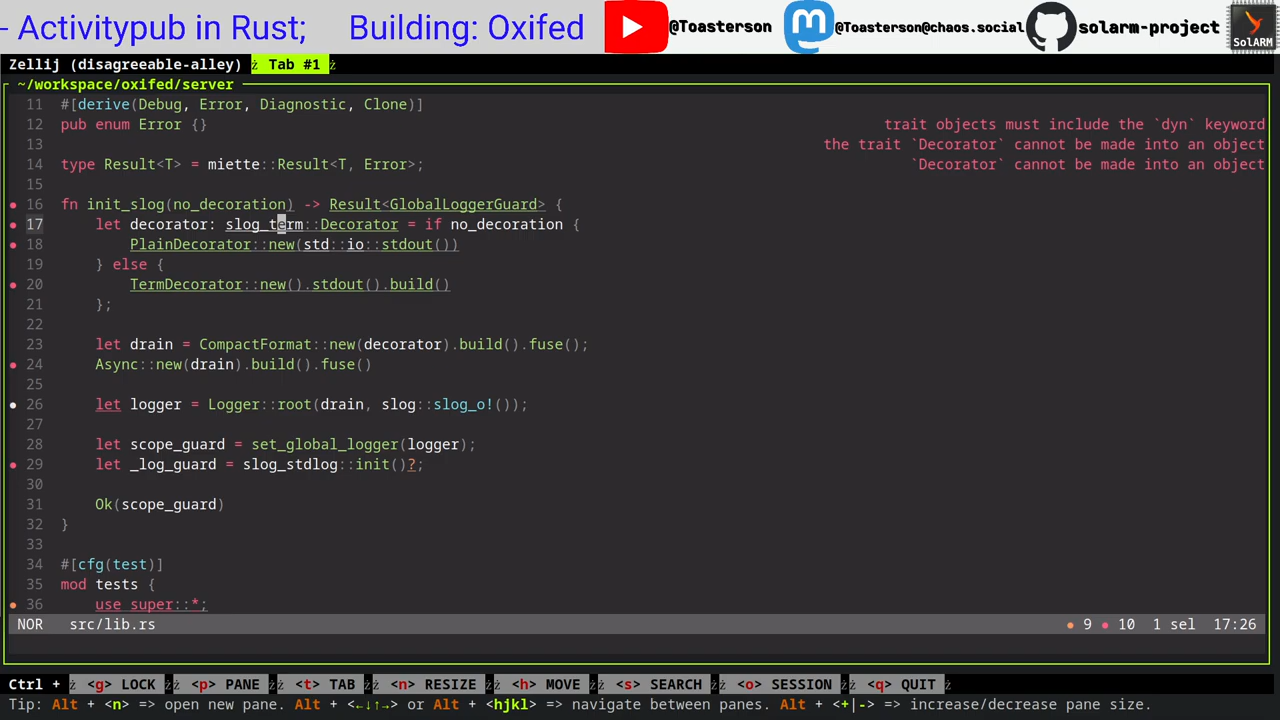 - Activitypub in Rust; Building: Oxifed @Toasterson @Toasterson@chaos.social solarm-project SolARM
Zellij (disagreeable-alley) Tab #1
~/workspace/oxifed/server
11 #[derive(Debug, Error, Diagnostic, Clone)]
12 pub enum Error {} trait objects must include the `dyn` keyword
13 the trait `Decorator` cannot be made into an object
14 type Result<T> = miette::Result<T, Error>; `Decorator` cannot be made into an object
15
16 fn init_slog(no_decoration) -> Result<GlobalLoggerGuard> {
17 let decorator: slog_term::Decorator = if no_decoration {
18 PlainDecorator::new(std::io::stdout())
19 } else {
20 TermDecorator::new().stdout().build()
21 };
22
23 let drain = CompactFormat::new(decorator).build().fuse();
24 Async::new(drain).build().fuse()
25
26 let logger = Logger::root(drain, slog::slog_o!());
27
28 let scope_guard = set_global_logger(logger);
29 let _log_guard = slog_stdlog::init()?;
30
31 Ok(scope_guard)
32 }
33
34 #[cfg(test)]
35 mod tests {
36 use super::*;
NOR src/lib.rs 9 10 1 sel 17:26
Ctrl + <g> LOCK <p> PANE <t> TAB <n> RESIZE <h> MOVE <s> SEARCH <o> SESSION <q> QUIT
Tip: Alt + <n> => open new pane. Alt + <←↓↑→> or Alt + <hjkl> => navigate between panes. Alt + <+|-> => increase/decrease pane size.